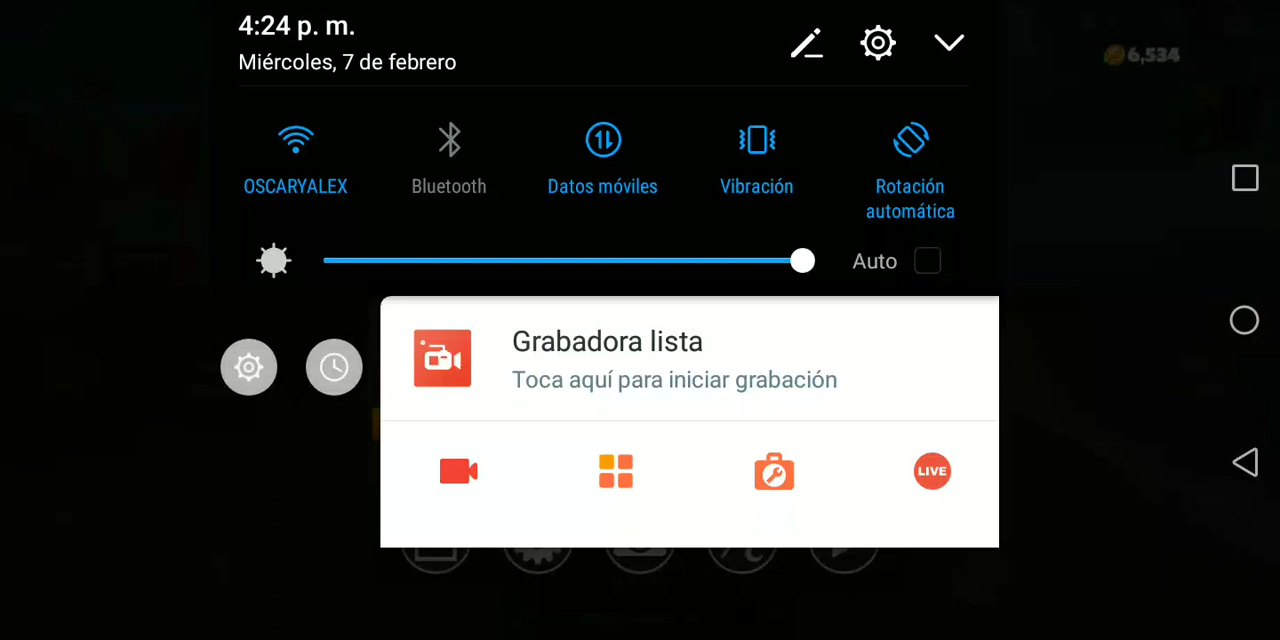 4:24 p. m.
Miércoles, 7 de febrero
6,534
OSCARYALEX
Bluetooth
Datos móviles
Vibración
Rotación
automática
Auto
Grabadora lista
Toca aquí para iniciar grabación
LIVE